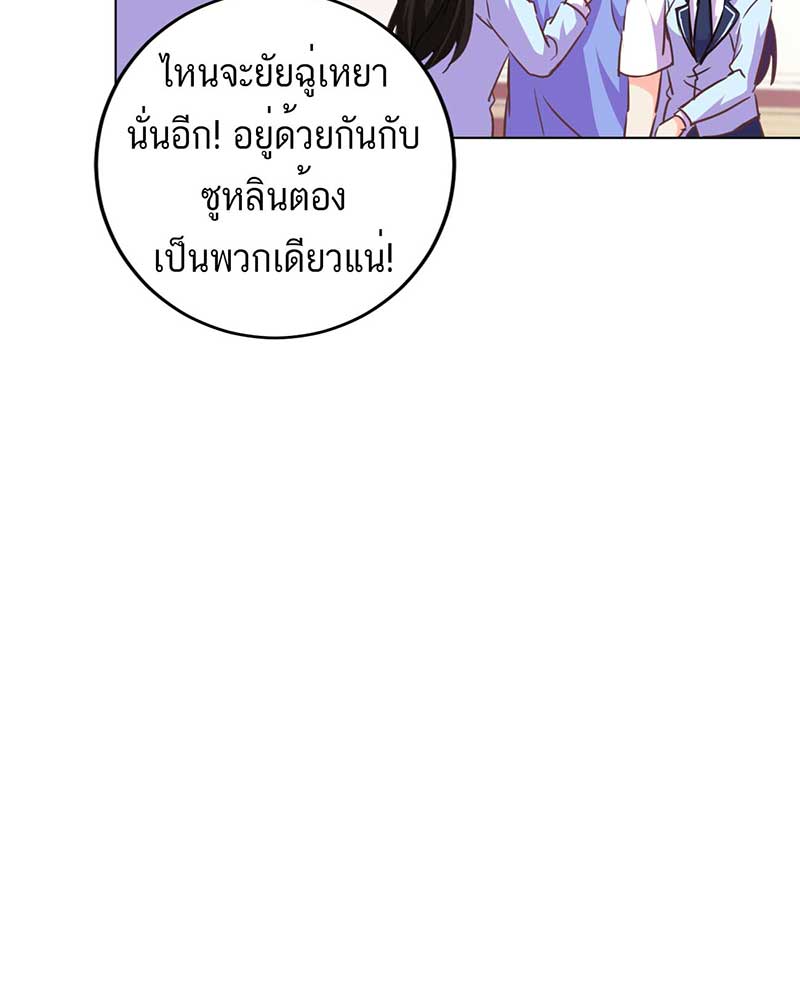 ไหนจะยัยฉู่เหยา
นั่นอีก! อยู่ด้วยกันกับ
ซูหลินต้อง
เป็นพวกเดียวแน่!